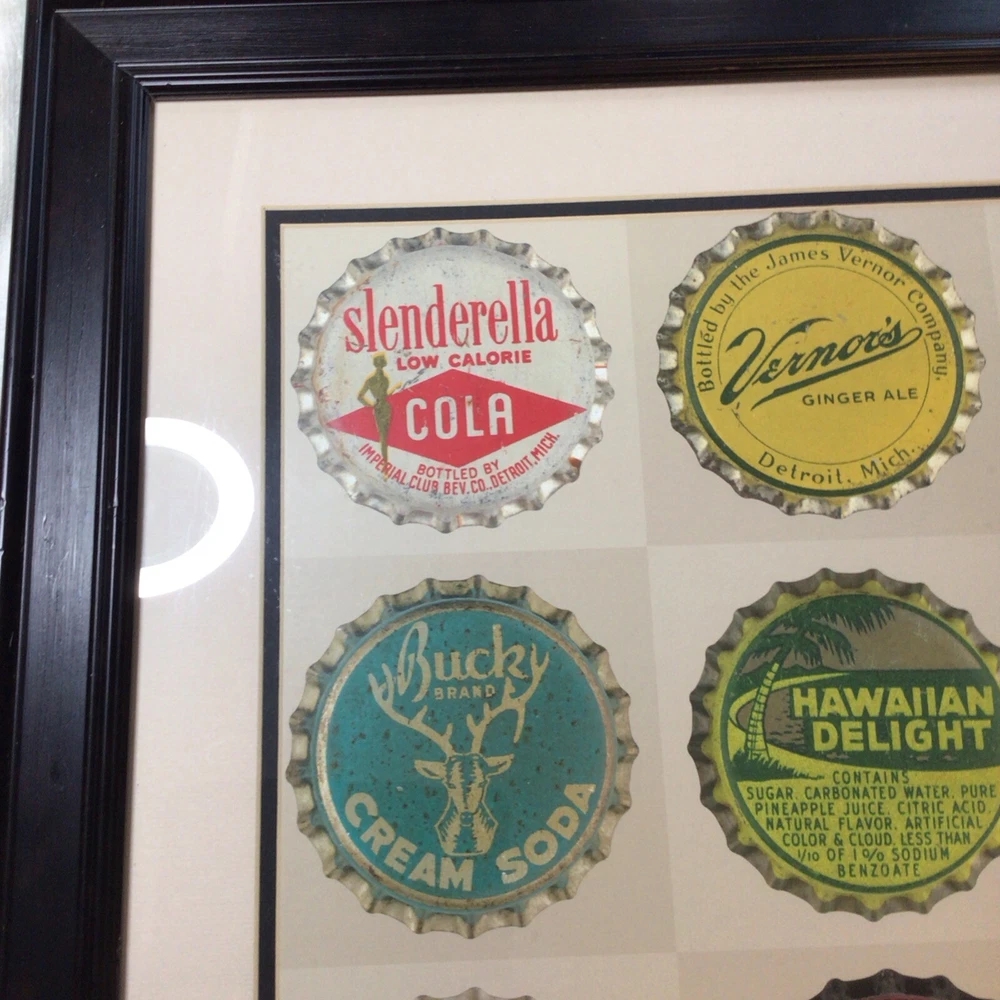 slenderella
LOW CALORIE
COLA
BOTTLED BY
IMPERIAL CLUB BEV. CO., DETROIT, MICH.
Bottled by the James Vernor Company,
Vernor's
GINGER ALE
Detroit, Mich.
Bucky
BRAND
CREAM SODA
HAWAIIAN
DELIGHT
CONTAINS
SUGAR, CARBONATED WATER, PURE
PINEAPPLE JUICE, CITRIC ACID,
NATURAL FLAVOR, ARTIFICIAL
COLOR & CLOUD. LESS THAN
1/10 OF 1% SODIUM
BENZOATE